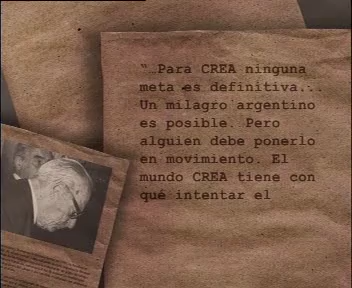 “…Para CREA ninguna
meta es definitiva...
Un milagro argentino
es posible. Pero
alguien debe ponerlo
en movimiento. El
mundo CREA tiene con
qué intentar el